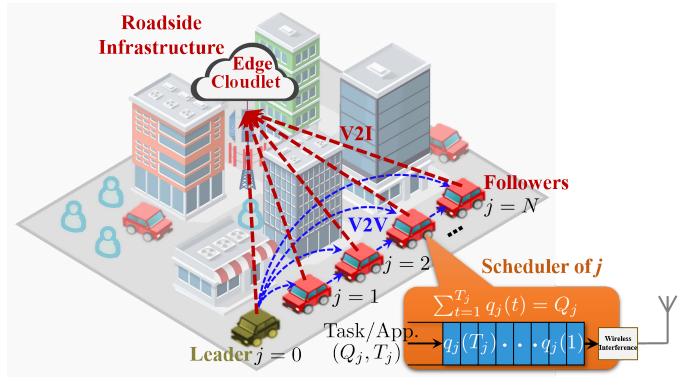 Roadside
Infrastructure
Edge
Cloudlet
V2I
Followers
j = N
V2V
...
j = 2
Scheduler of j
j = 1
∑_{t=1}^{T_j} q_j(t) = Q_j
Task/App.
(Q_j, T_j)
q_j(T_j) · · · q_j(1)
Wireless
Interference
Leader j = 0